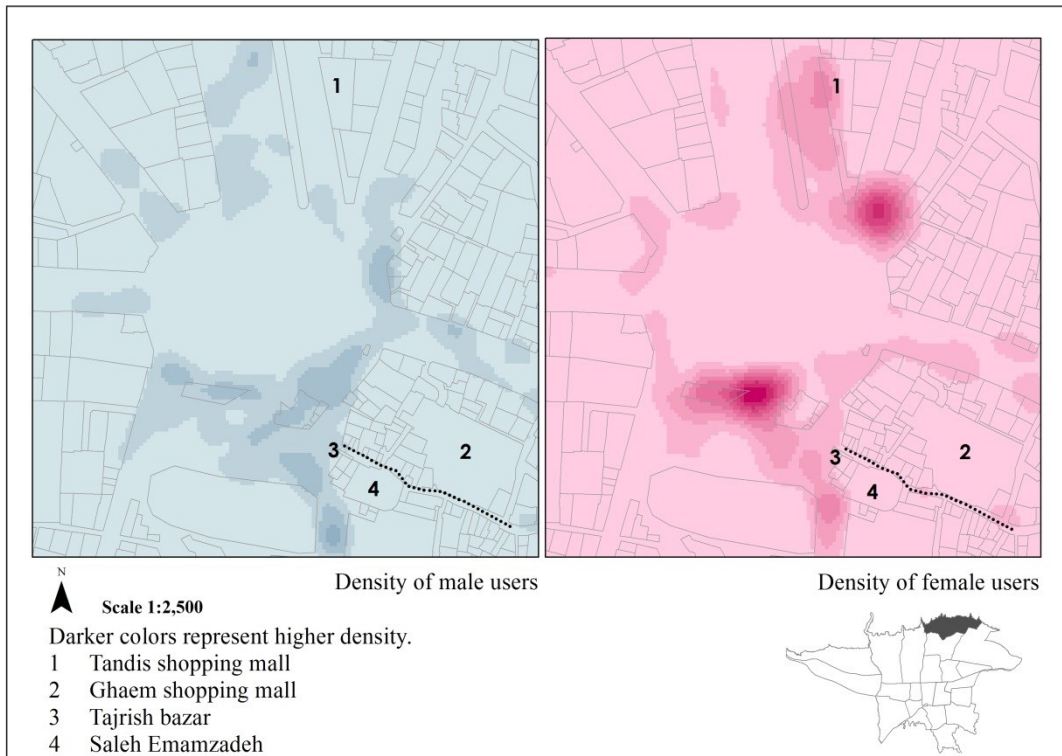 1
2
3
4
1
2
3
4
Density of male users
Density of female users
N
Scale 1:2,500
Darker colors represent higher density.
1 Tandis shopping mall
2 Ghaem shopping mall
3 Tajrish bazar
4 Saleh Emamzadeh